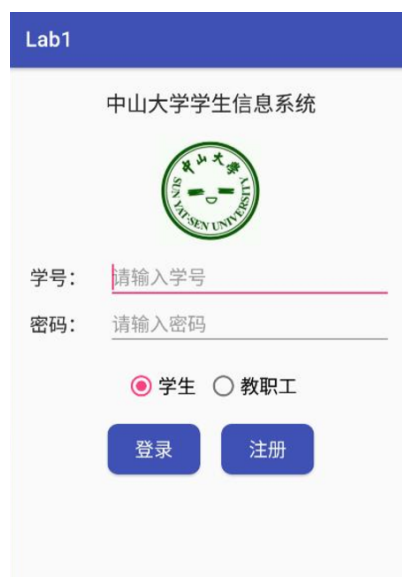 Lab1
中山大学学生信息系统
中山大学
SUN YAT-SEN UNIVERSITY
学号： 请输入学号
密码： 请输入密码
学生 教职工
登录 注册